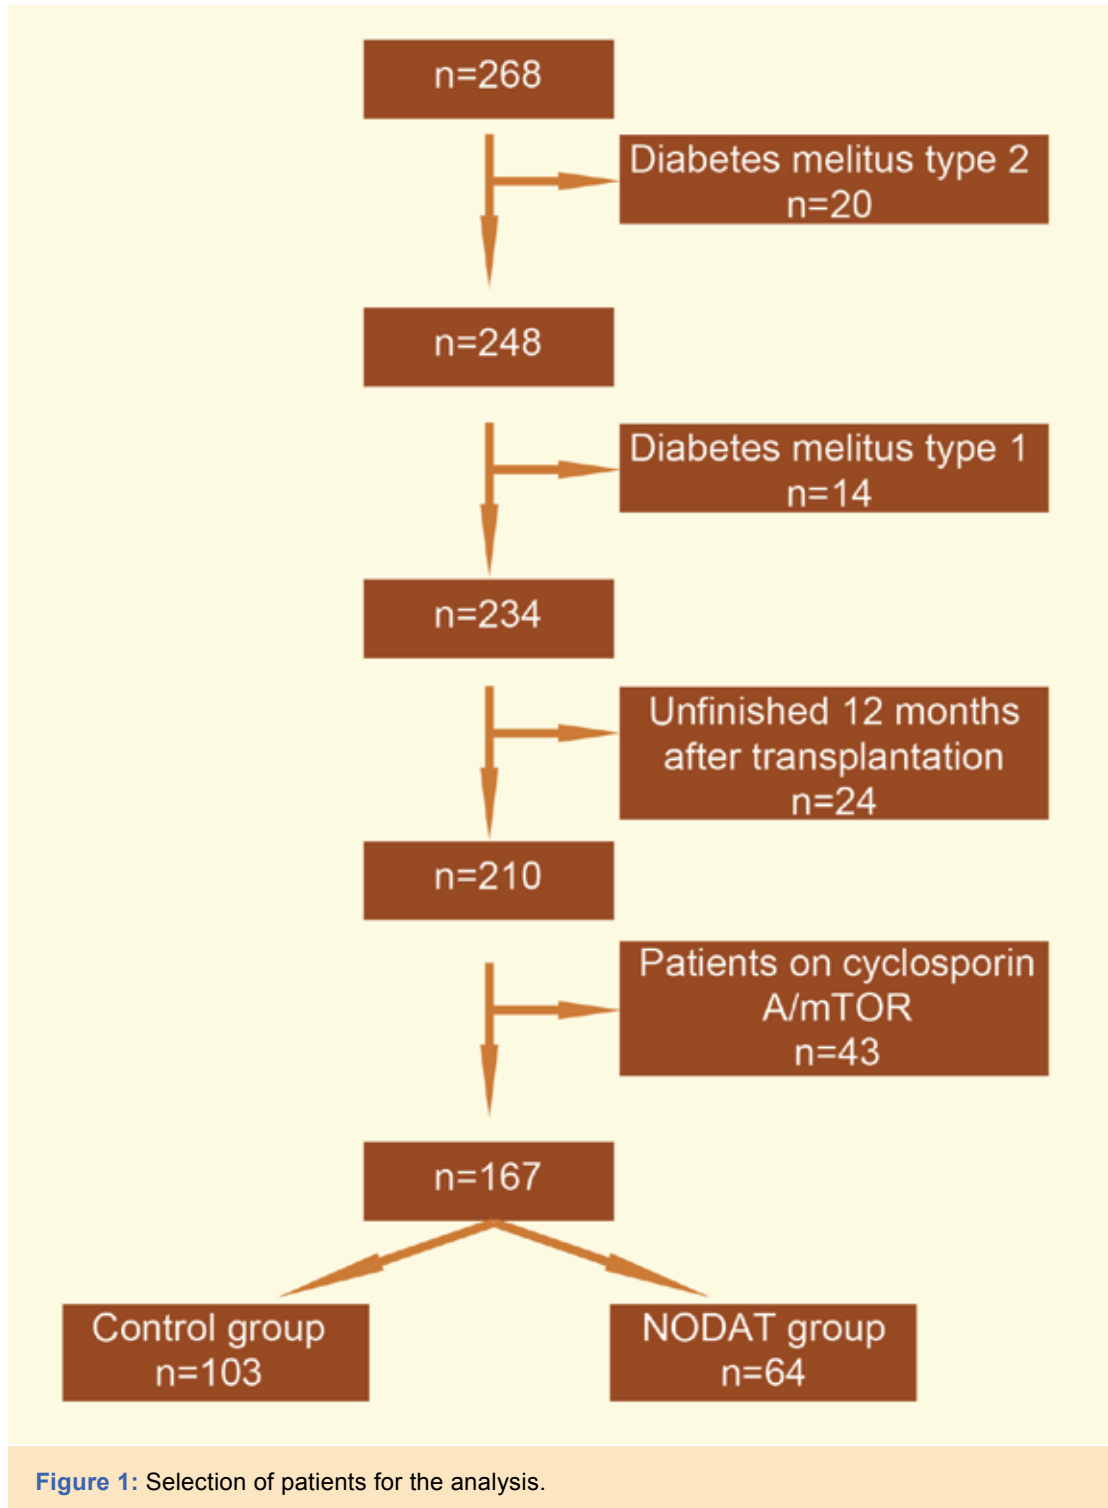 n=268
Diabetes melitus type 2
n=20
n=248
Diabetes melitus type 1
n=14
n=234
Unfinished 12 months
after transplantation
n=24
n=210
Patients on cyclosporin
A/mTOR
n=43
n=167
Control group
n=103
NODAT group
n=64
Figure 1: Selection of patients for the analysis.